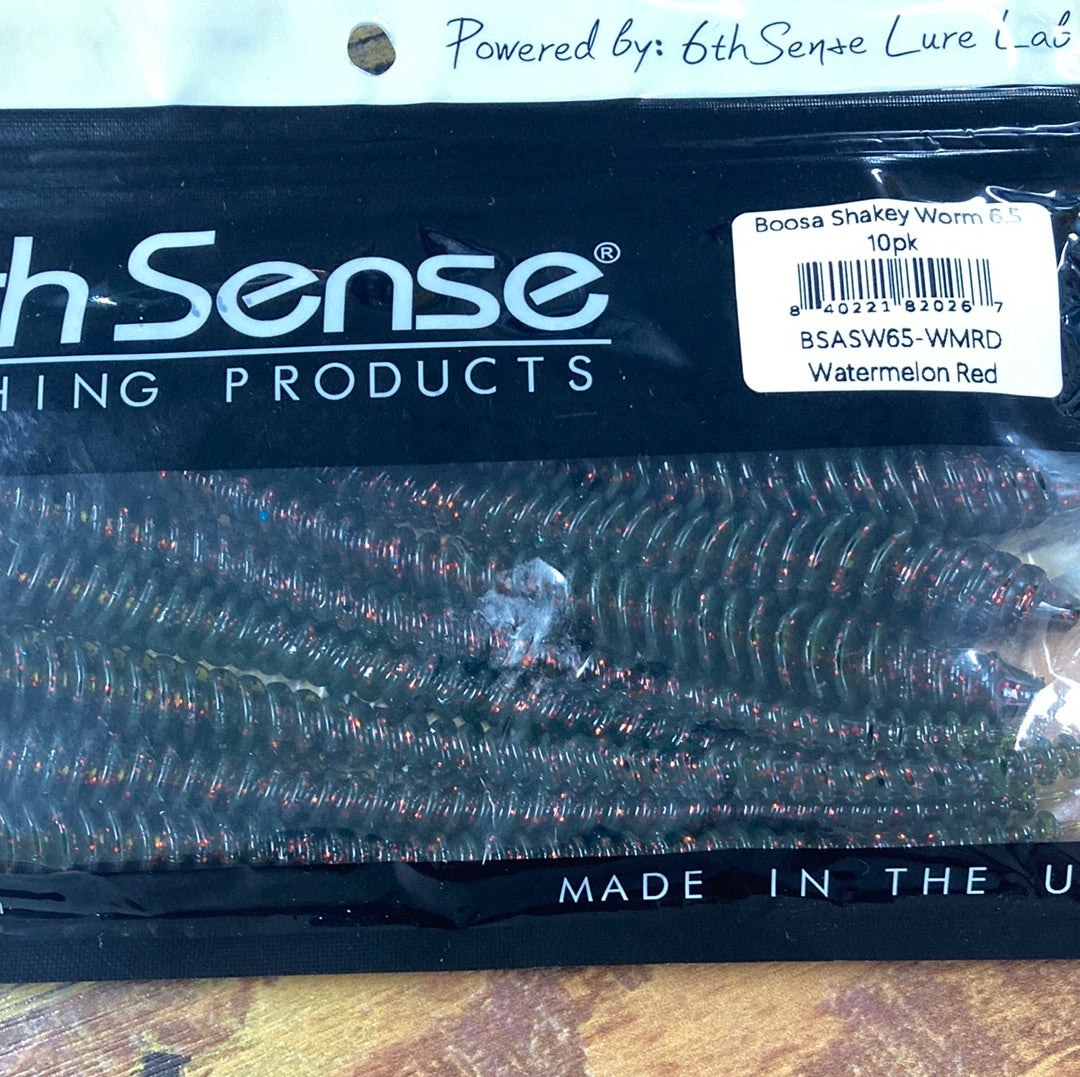 Powered by: 6thSense Lure Lab
th Sense®
HING PRODUCTS
Boosa Shakey Worm 6.5
10pk
8 40221 82026 7
BSASW65-WMRD
Watermelon Red
MADE IN THE U